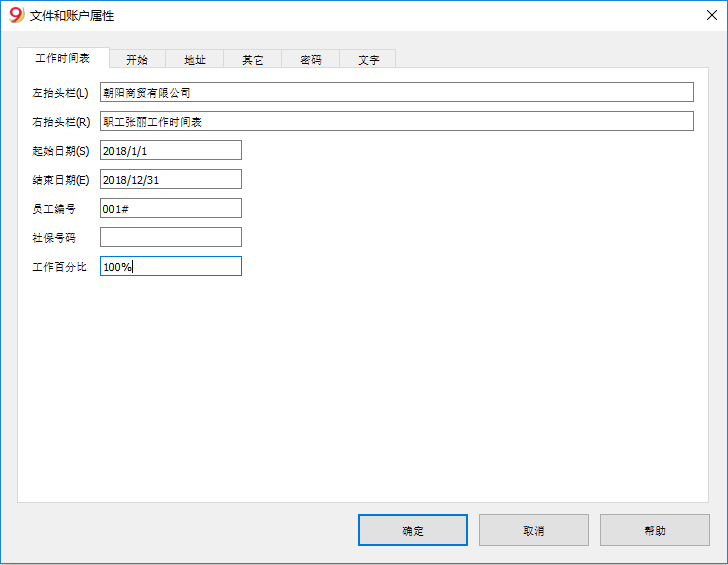 文件和账户属性
工作时间表 开始 地址 其它 密码 文字
左抬头栏(L) 朝阳商贸有限公司
右抬头栏(R) 职工张丽工作时间表
起始日期(S) 2018/1/1
结束日期(E) 2018/12/31
员工编号 001#
社保号码
工作百分比 100%
确定 取消 帮助